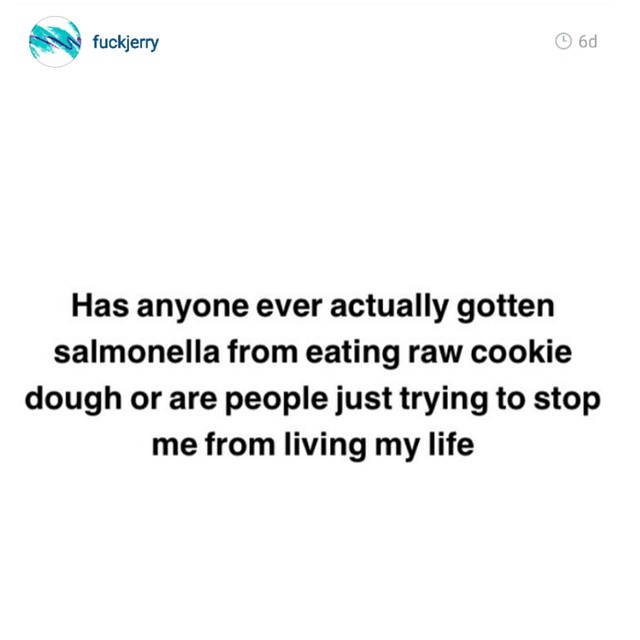 fuckjerry 6d
Has anyone ever actually gotten
salmonella from eating raw cookie
dough or are people just trying to stop
me from living my life